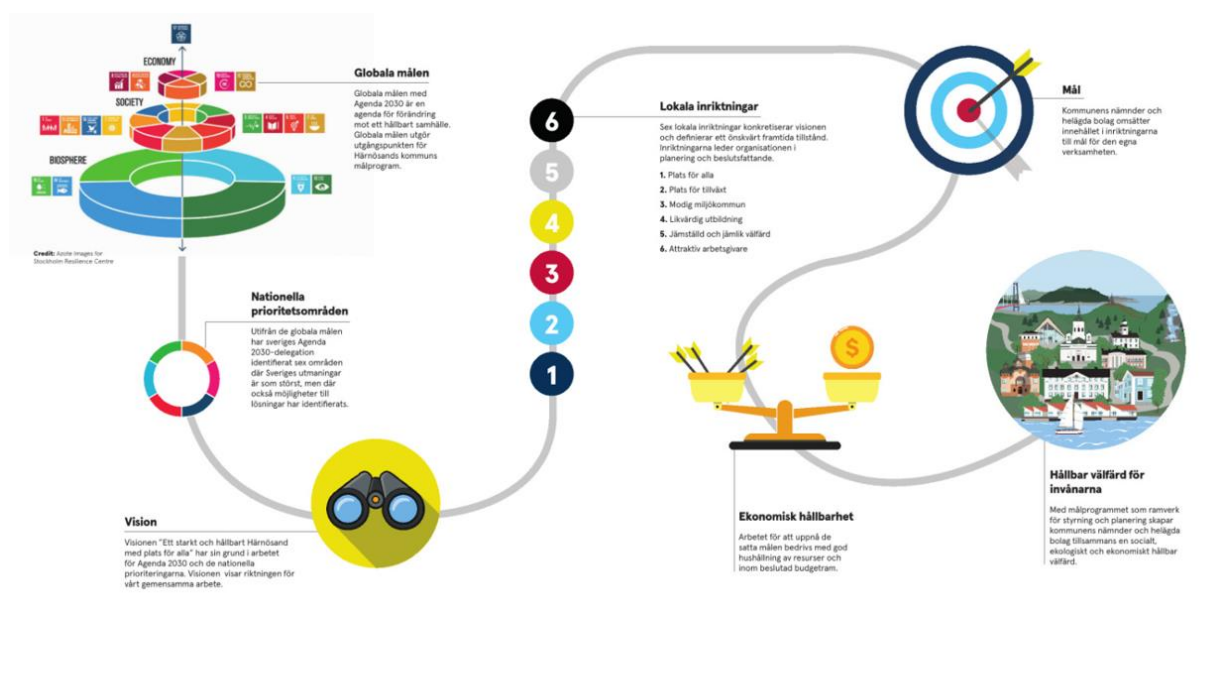 ECONOMY
SOCIETY
BIOSPHERE
Credit: Azote Images for
Stockholm Resilience Centre
Globala målen
Globala målen med
Agenda 2030 är en
agenda för förändring
mot ett hållbart samhälle.
Globala målen utgör
utgångspunkten för
Härnösands kommuns
målprogram.
Nationella
prioritetsområden
Utifrån de globala målen
har sveriges Agenda
2030-delegation
identifierat sex områden
där Sveriges utmaningar
är som störst, men där
också möjligheter till
lösningar har identifierats.
Vision
Visionen "Ett starkt och hållbart Härnösand
med plats för alla" har sin grund i arbetet
för Agenda 2030 och de nationella
prioriteringarna. Visionen visar riktningen för
vårt gemensamma arbete.
6
5
4
3
2
1
Lokala inriktningar
Sex lokala inriktningar konkretiserar visionen
och definierar ett önskvärt framtida tillstånd.
Inriktningarna leder organisationen i
planering och beslutsfattande.
1. Plats för alla
2. Plats för tillväxt
3. Modig miljökommun
4. Likvärdig utbildning
5. Jämställd och jämlik välfärd
6. Attraktiv arbetsgivare
Mål
Kommunens nämnder och
helägda bolag omsätter
innehållet i inriktningarna
till mål för den egna
verksamheten.
$
Ekonomisk hållbarhet
Arbetet för att uppnå de
satta målen bedrivs med god
hushållning av resurser och
inom beslutad budgetram.
Hållbar välfärd för
invånarna
Med målprogrammet som ramverk
för styrning och planering skapar
kommunens nämnder och helägda
bolag tillsammans en socialt,
ekologiskt och ekonomiskt hållbar
välfärd.